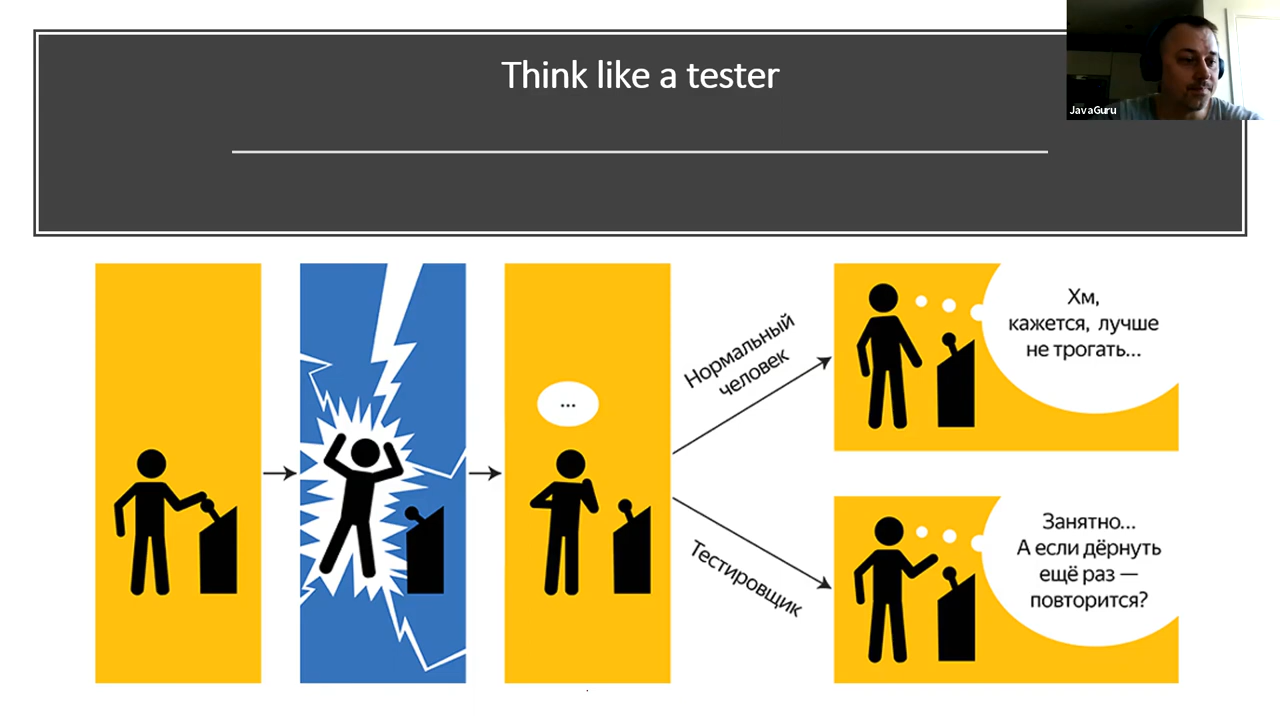 Think like a tester
JavaGuru
...
Нормальный
человек
Хм,
кажется, лучше
не трогать...
Тестировщик
Занятно...
А если дёрнуть
ещё раз —
повторится?